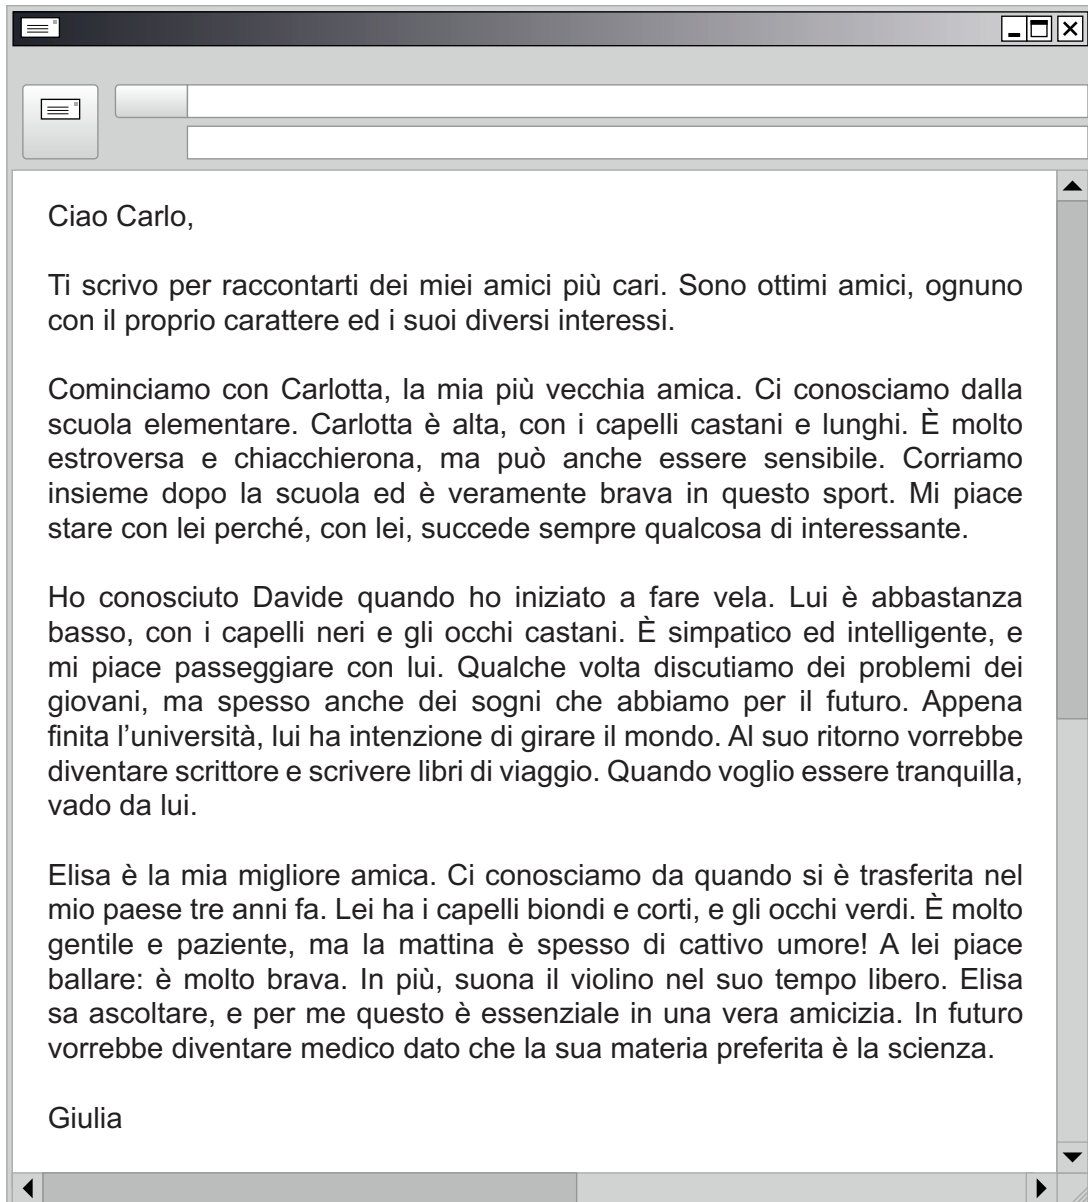 Ciao Carlo,
Ti scrivo per raccontarti dei miei amici più cari. Sono ottimi amici, ognuno
con il proprio carattere ed i suoi diversi interessi.
Cominciamo con Carlotta, la mia più vecchia amica. Ci conosciamo dalla
scuola elementare. Carlotta è alta, con i capelli castani e lunghi. È molto
estroversa e chiacchierona, ma può anche essere sensibile. Corriamo
insieme dopo la scuola ed è veramente brava in questo sport. Mi piace
stare con lei perché, con lei, succede sempre qualcosa di interessante.
Ho conosciuto Davide quando ho iniziato a fare vela. Lui è abbastanza
basso, con i capelli neri e gli occhi castani. È simpatico ed intelligente, e
mi piace passeggiare con lui. Qualche volta discutiamo dei problemi dei
giovani, ma spesso anche dei sogni che abbiamo per il futuro. Appena
finita l'università, lui ha intenzione di girare il mondo. Al suo ritorno vorrebbe
diventare scrittore e scrivere libri di viaggio. Quando voglio essere tranquilla,
vado da lui.
Elisa è la mia migliore amica. Ci conosciamo da quando si è trasferita nel
mio paese tre anni fa. Lei ha i capelli biondi e corti, e gli occhi verdi. È molto
gentile e paziente, ma la mattina è spesso di cattivo umore! A lei piace
ballare: è molto brava. In più, suona il violino nel suo tempo libero. Elisa
sa ascoltare, e per me questo è essenziale in una vera amicizia. In futuro
vorrebbe diventare medico dato che la sua materia preferita è la scienza.
Giulia